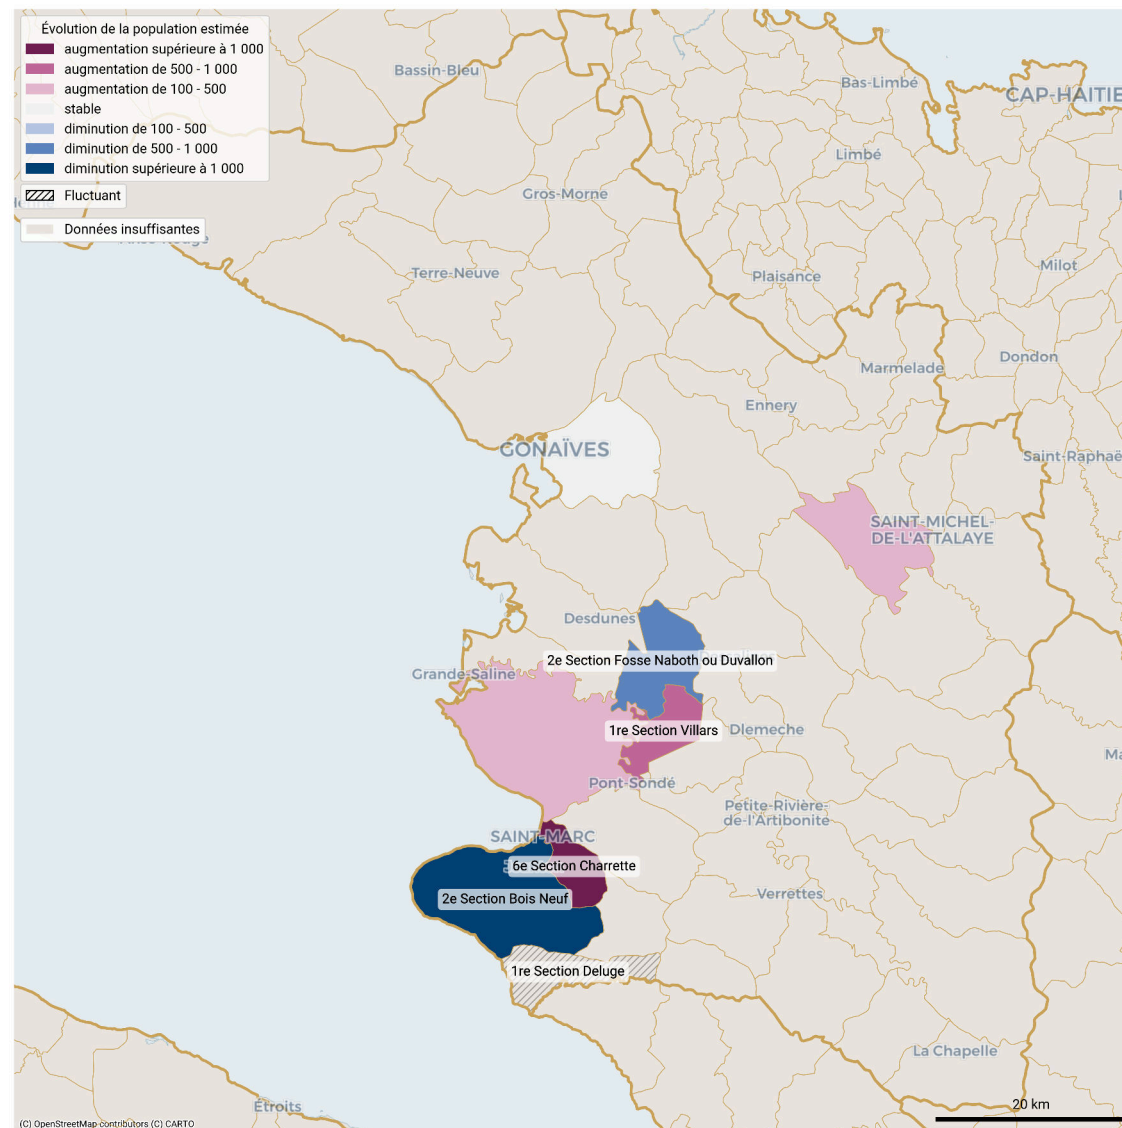 Évolution de la population estimée
augmentation supérieure à 1 000
augmentation de 500 - 1 000
augmentation de 100 - 500
stable
diminution de 100 - 500
diminution de 500 - 1 000
diminution supérieure à 1 000
Fluctuant
Données insuffisantes
Bassin-Bleu
Bas-Limbé
CAP-HAITIE
Limbé
Gros-Morne
Anse-Rouge
Terre-Neuve
Plaisance
Milot
Marmelade
Dondon
Ennery
GONAÏVES
Saint-Raphaë
SAINT-MICHEL-
DE-L'ATTALAYE
Desdunes
2e Section Fosse Naboth ou Duvallon
Grande-Saline
1re Section Villars
Dlemeche
Ma
Pont-Sondé
Petite-Rivière-
de-l'Artibonite
SAINT-MARC
6e Section Charrette
2e Section Bois Neuf
Verrettes
1re Section Deluge
La Chapelle
Étroits
20 km
(C) OpenStreetMap contributors (C) CARTO